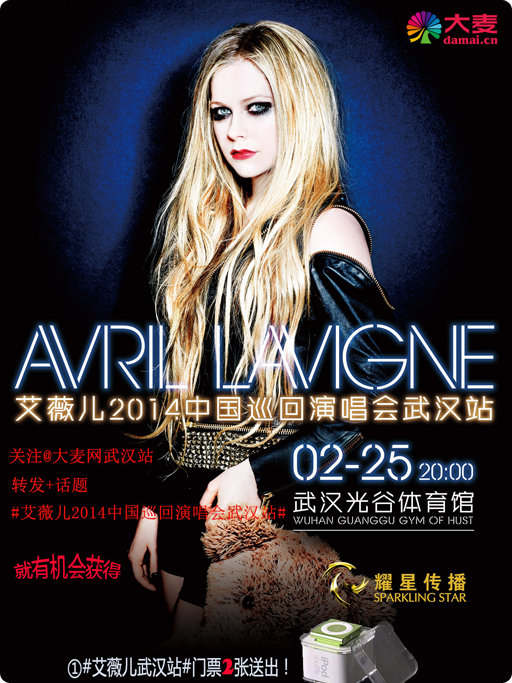 大麦
damai.cn
AVRIL LAVIGNE
艾薇儿2014中国巡回演唱会武汉站
关注@大麦网武汉站
转发+话题
#艾薇儿2014中国巡回演唱会武汉站#
就有机会获得
02-25 20:00
武汉光谷体育馆
WUHAN GUANGGU GYM OF HUST
耀星传播
SPARKLING STAR
①#艾薇儿武汉站#门票2张送出！
iPod